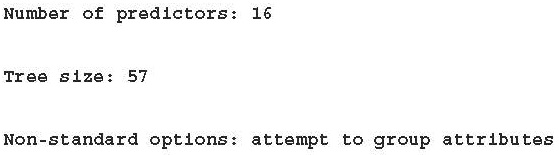 Number of predictors: 16
Tree size: 57
Non-standard options: attempt to group attributes